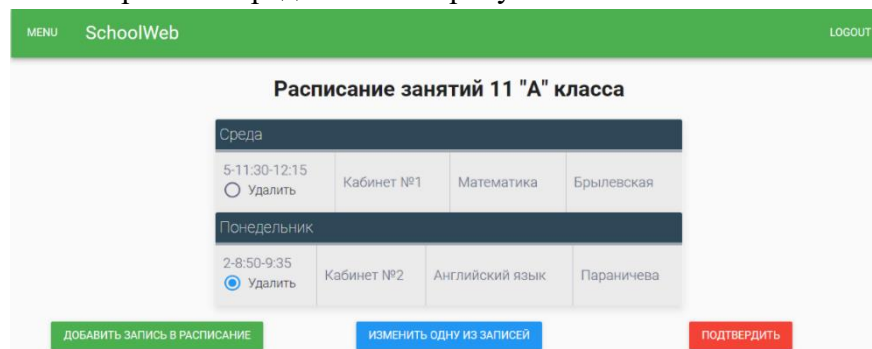 MENU SchoolWeb LOGOUT
Расписание занятий 11 "А" класса
Среда
5-11:30-12:15
Удалить
Кабинет №1
Математика
Брылевская
Понедельник
2-8:50-9:35
Удалить
Кабинет №2
Английский язык
Параничева
ДОБАВИТЬ ЗАПИСЬ В РАСПИСАНИЕ
ИЗМЕНИТЬ ОДНУ ИЗ ЗАПИСЕЙ
ПОДТВЕРДИТЬ